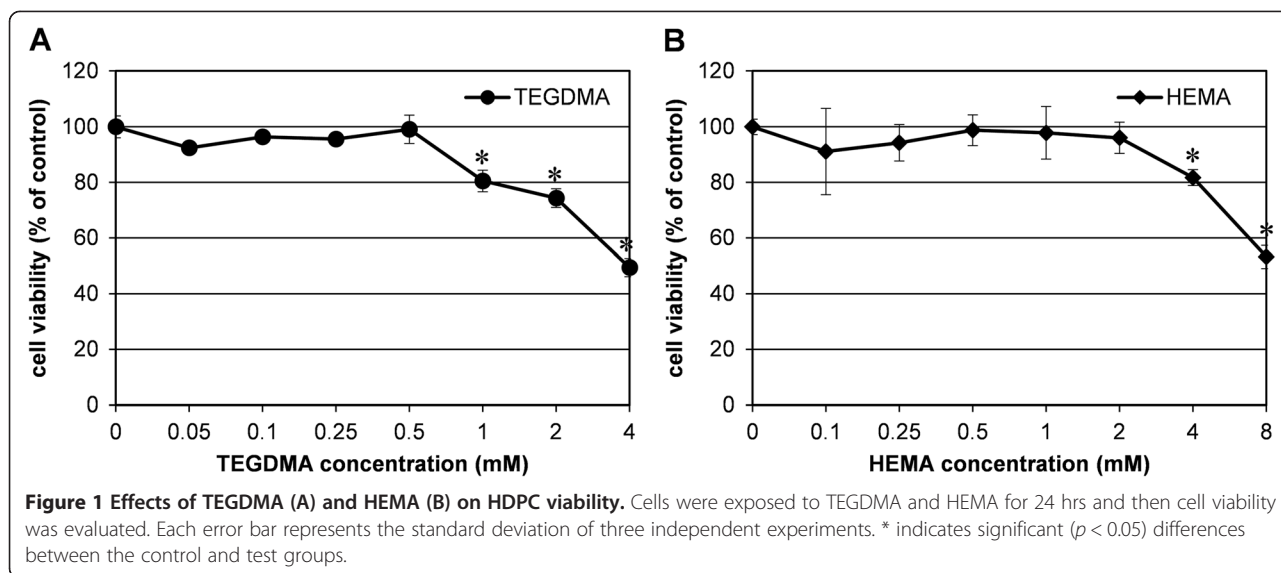 A
120
100
80
60
40
20
0
cell viability (% of control)
TEGDMA
*
*
*
0 0.05 0.1 0.25 0.5 1 2 4
TEGDMA concentration (mM)
B
120
100
80
60
40
20
0
cell viability (% of control)
HEMA
*
*
0 0.1 0.25 0.5 1 2 4 8
HEMA concentration (mM)
Figure 1 Effects of TEGDMA (A) and HEMA (B) on HDPC viability. Cells were exposed to TEGDMA and HEMA for 24 hrs and then cell viability
was evaluated. Each error bar represents the standard deviation of three independent experiments. * indicates significant (p < 0.05) differences
between the control and test groups.